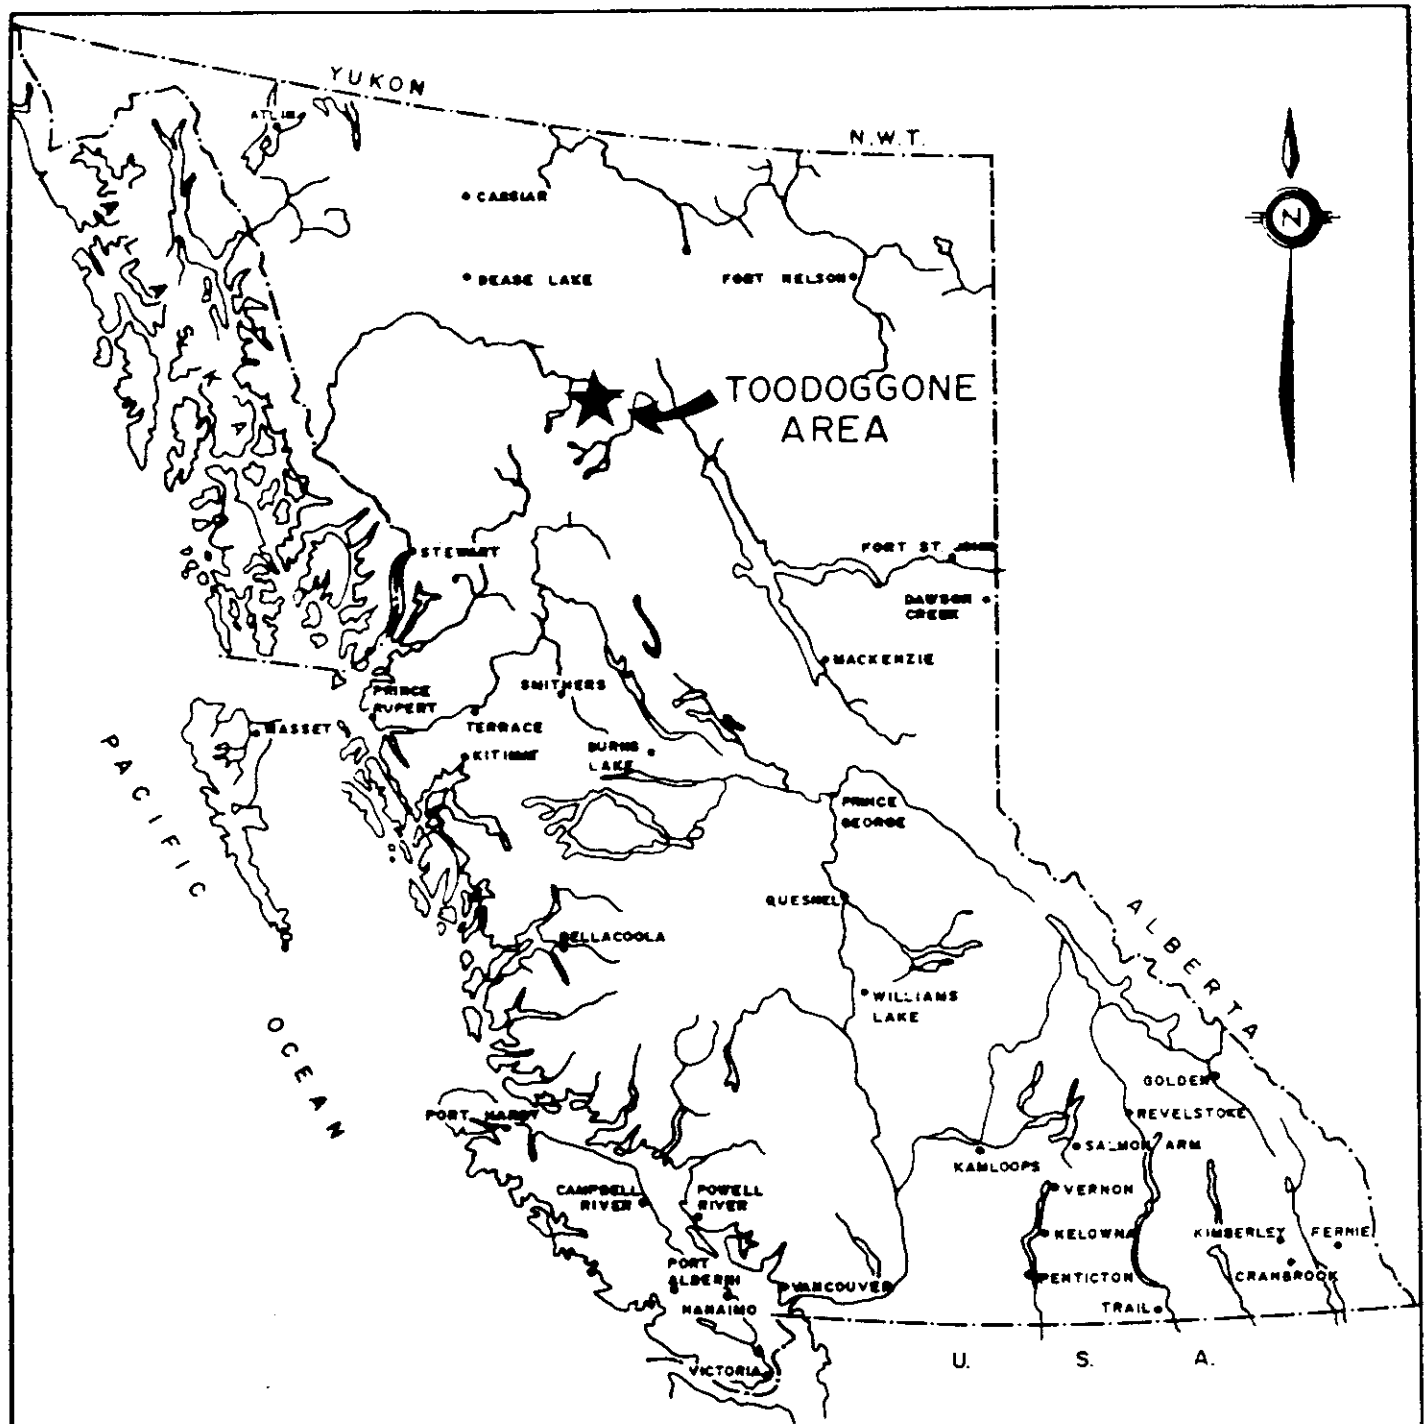 YUKON
N.W.T.
ATLIN
CASSIAR
DEASE LAKE
FORT NELSON
ALASKA
N
TOODOGGONE
AREA
STEWART
FORT ST. JOHN
DAWSON
CREEK
MACKENZIE
SMITHERS
PRINCE
RUPERT
TERRACE
MASSET
KITIMAT
BURNS
LAKE
PRINCE
GEORGE
PACIFIC
OCEAN
QUESNEL
ALBERTA
BELLACOOLA
WILLIAMS
LAKE
GOLDEN
PORT HARDY
REVELSTOKE
SALMON ARM
KAMLOOPS
CAMPBELL
RIVER
POWELL
RIVER
VERNON
KELOWNA
KIMBERLEY
FERNIE
PORT
ALBERNI
NANAIMO
VANCOUVER
PENTICTON
CRANBROOK
TRAIL
VICTORIA
U. S. A.